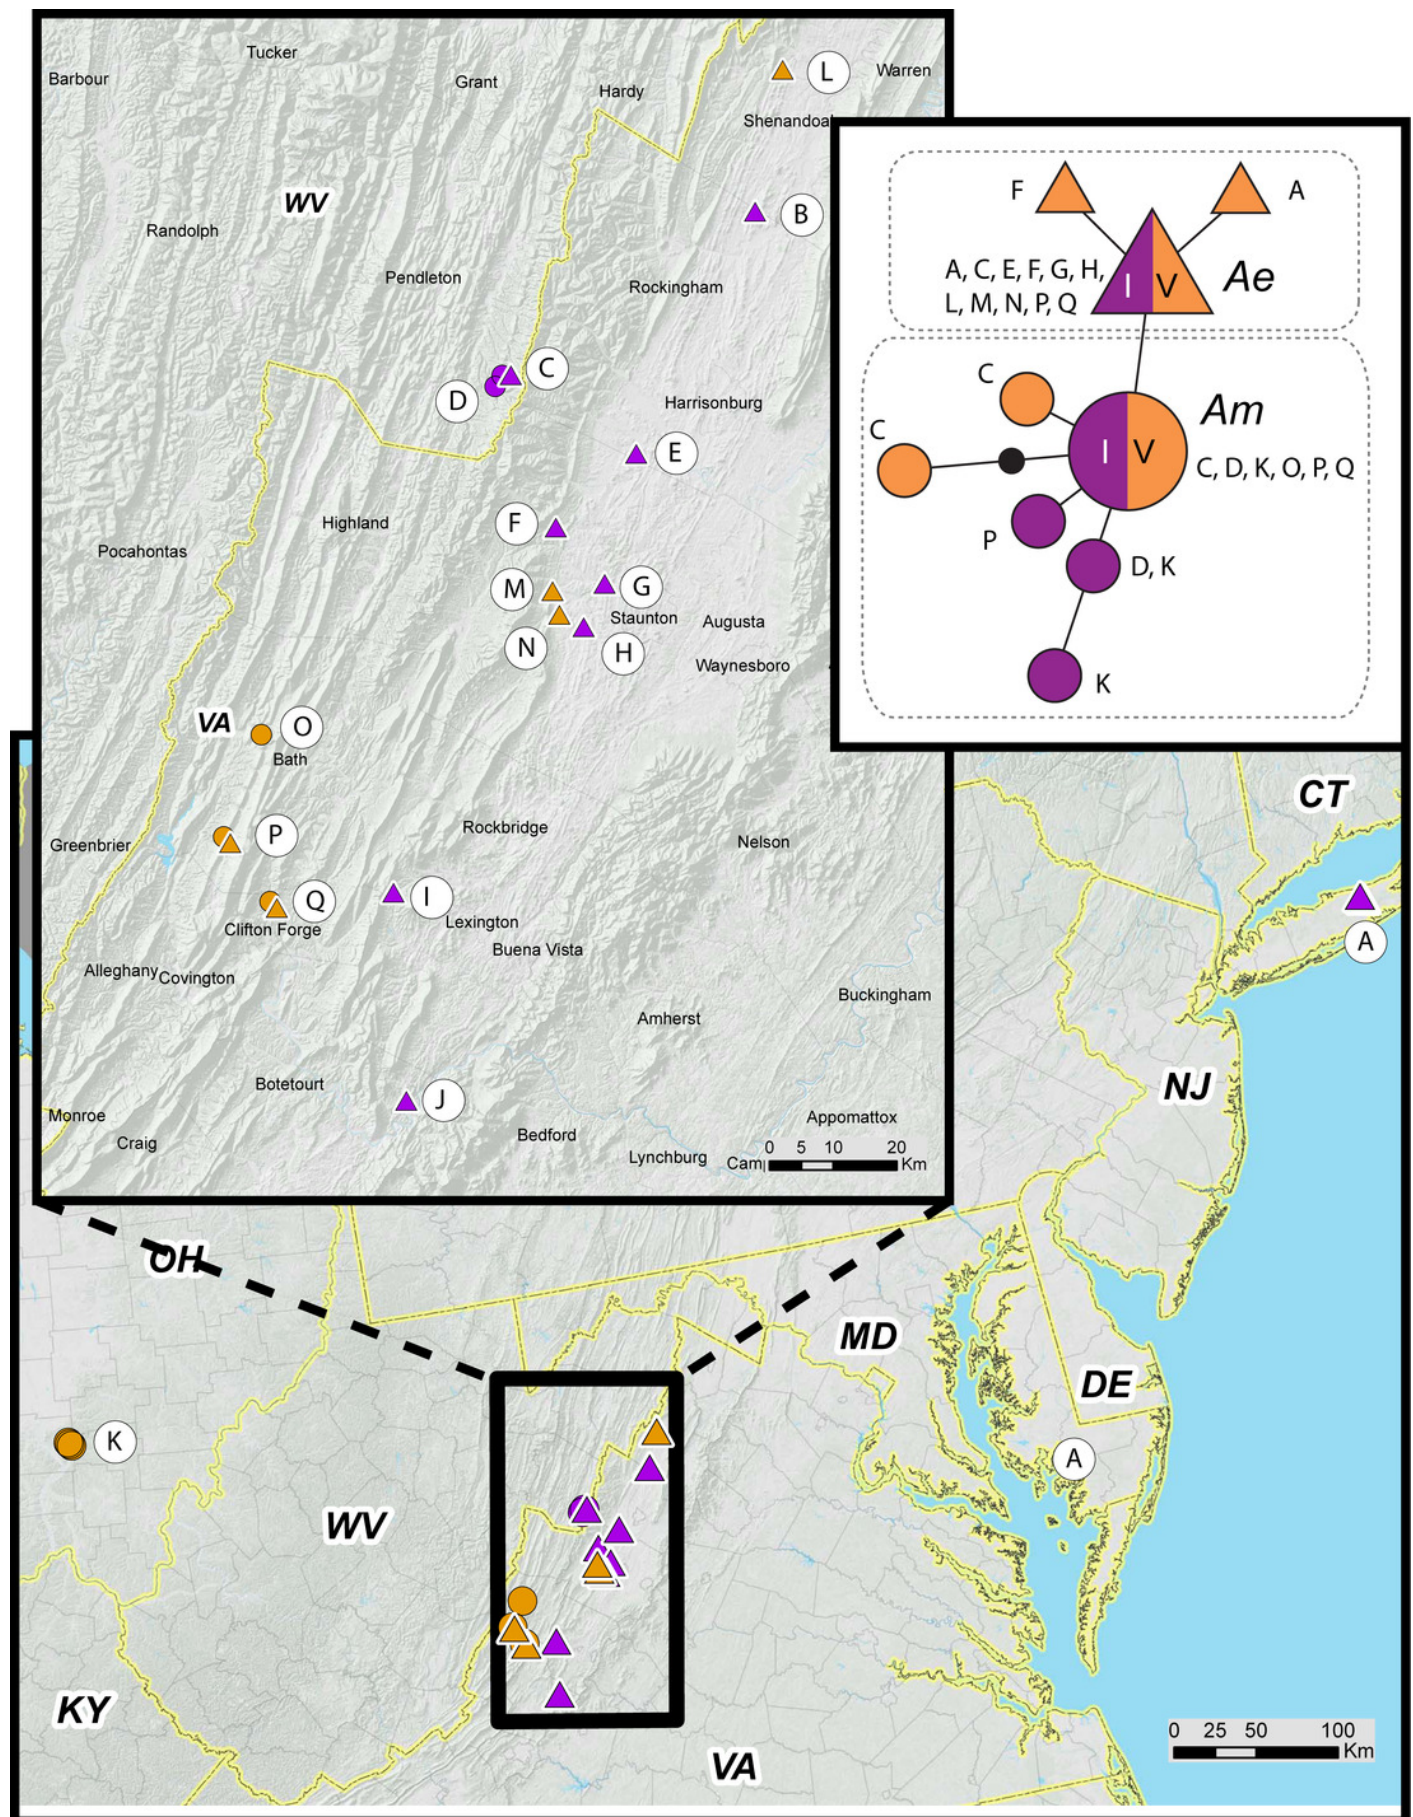 Tucker
Barbour
Grant
Hardy
L
Warren
Shenandoa
WV
B
Randolph
Pendleton
Rockingham
C
D
Harrisonburg
E
F
Highland
Pocahontas
M
G
Staunton
Augusta
N
H
Waynesboro
VA
O
Bath
Greenbrier
P
Rockbridge
Nelson
Q
I
Clifton Forge
Lexington
Buena Vista
Alleghany
Covington
Buckingham
Amherst
Botetourt
J
Monroe
Craig
Bedford
Appomattox
Lynchburg
Cam
0 5 10 20
Km
F
A
A, C, E, F, G, H,
L, M, N, P, Q
I V
Ae
C
Am
C
I V
C, D, K, O, P, Q
P
D, K
K
CT
A
NJ
OH
MD
DE
K
A
WV
KY
VA
0 25 50 100
Km